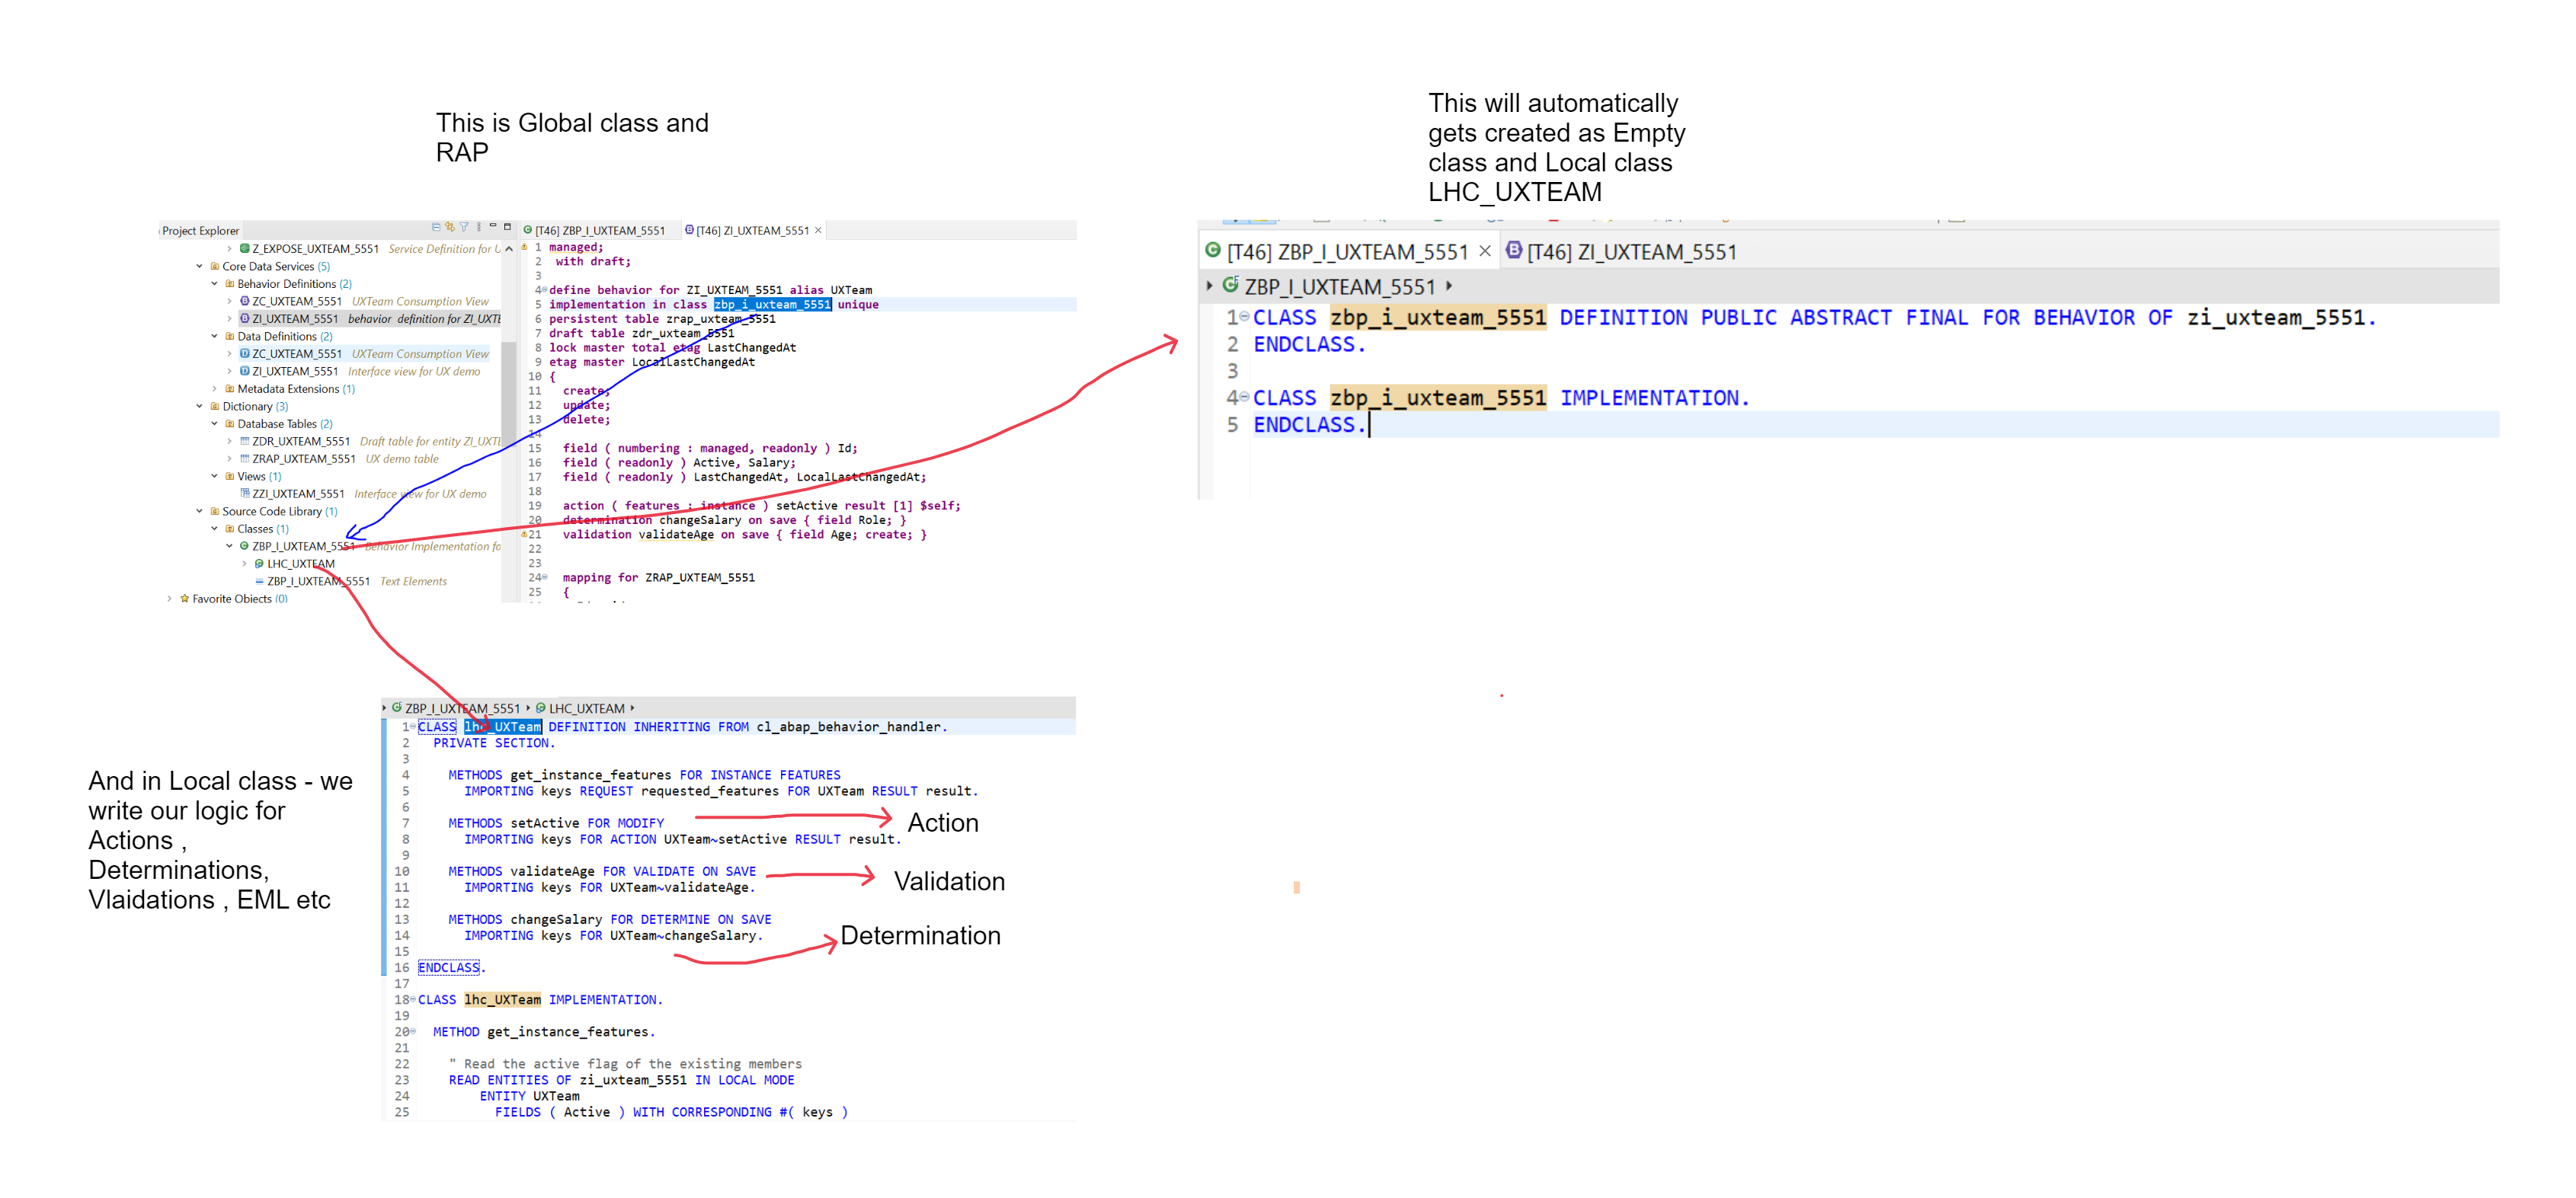 This is Global class and
RAP
This will automatically
gets created as Empty
class and Local class
LHC_UXTEAM
Project Explorer
Z_EXPOSE_UXTEAM_5551 Service Definition for U
Core Data Services (5)
Behavior Definitions (2)
ZC_UXTEAM_5551 UXTeam Consumption View
ZI_UXTEAM_5551 behavior definition for ZI_UXTE
Data Definitions (2)
ZC_UXTEAM_5551 UXTeam Consumption View
ZI_UXTEAM_5551 Interface view for UX demo
Metadata Extensions (1)
Dictionary (3)
Database Tables (2)
ZDR_UXTEAM_5551 Draft table for entity ZI_UXTE
ZRAP_UXTEAM_5551 UX demo table
Views (1)
ZZI_UXTEAM_5551 Interface view for UX demo
Source Code Library (1)
Classes (1)
ZBP_I_UXTEAM_5551 Behavior Implementation fo
LHC_UXTEAM
ZBP_I_UXTEAM_5551 Text Elements
Favorite Objects (0)
[T46] ZBP_I_UXTEAM_5551 [T46] ZI_UXTEAM_5551
1 managed;
2 with draft;
3
4 define behavior for ZI_UXTEAM_5551 alias UXTeam
5 implementation in class zbp_i_uxteam_5551 unique
6 persistent table zrap_uxteam_5551
7 draft table zdr_uxteam_5551
8 lock master total etag LastChangedAt
9 etag master LocalLastChangedAt
10 {
11 create;
12 update;
13 delete;
14
15 field ( numbering : managed, readonly ) Id;
16 field ( readonly ) Active, Salary;
17 field ( readonly ) LastChangedAt, LocalLastChangedAt;
18
19 action ( features : instance ) setActive result [1] $self;
20 determination changeSalary on save { field Role; }
21 validation validateAge on save { field Age; create; }
22
23
24 mapping for ZRAP_UXTEAM_5551
25 {
[T46] ZBP_I_UXTEAM_5551 [T46] ZI_UXTEAM_5551
ZBP_I_UXTEAM_5551
1 CLASS zbp_i_uxteam_5551 DEFINITION PUBLIC ABSTRACT FINAL FOR BEHAVIOR OF zi_uxteam_5551.
2 ENDCLASS.
3
4 CLASS zbp_i_uxteam_5551 IMPLEMENTATION.
5 ENDCLASS.
And in Local class - we
write our logic for
Actions ,
Determinations,
Vlaidations , EML etc
ZBP_I_UXTEAM_5551 LHC_UXTEAM
1 CLASS lhc_UXTeam DEFINITION INHERITING FROM cl_abap_behavior_handler.
2 PRIVATE SECTION.
3
4 METHODS get_instance_features FOR INSTANCE FEATURES
5 IMPORTING keys REQUEST requested_features FOR UXTeam RESULT result.
6
7 METHODS setActive FOR MODIFY
8 IMPORTING keys FOR ACTION UXTeam~setActive RESULT result.
9
10 METHODS validateAge FOR VALIDATE ON SAVE
11 IMPORTING keys FOR UXTeam~validateAge.
12
13 METHODS changeSalary FOR DETERMINE ON SAVE
14 IMPORTING keys FOR UXTeam~changeSalary.
15
16 ENDCLASS.
17
18 CLASS lhc_UXTeam IMPLEMENTATION.
19
20 METHOD get_instance_features.
21
22 " Read the active flag of the existing members
23 READ ENTITIES OF zi_uxteam_5551 IN LOCAL MODE
24 ENTITY UXTeam
25 FIELDS ( Active ) WITH CORRESPONDING #( keys )
Action
Validation
Determination